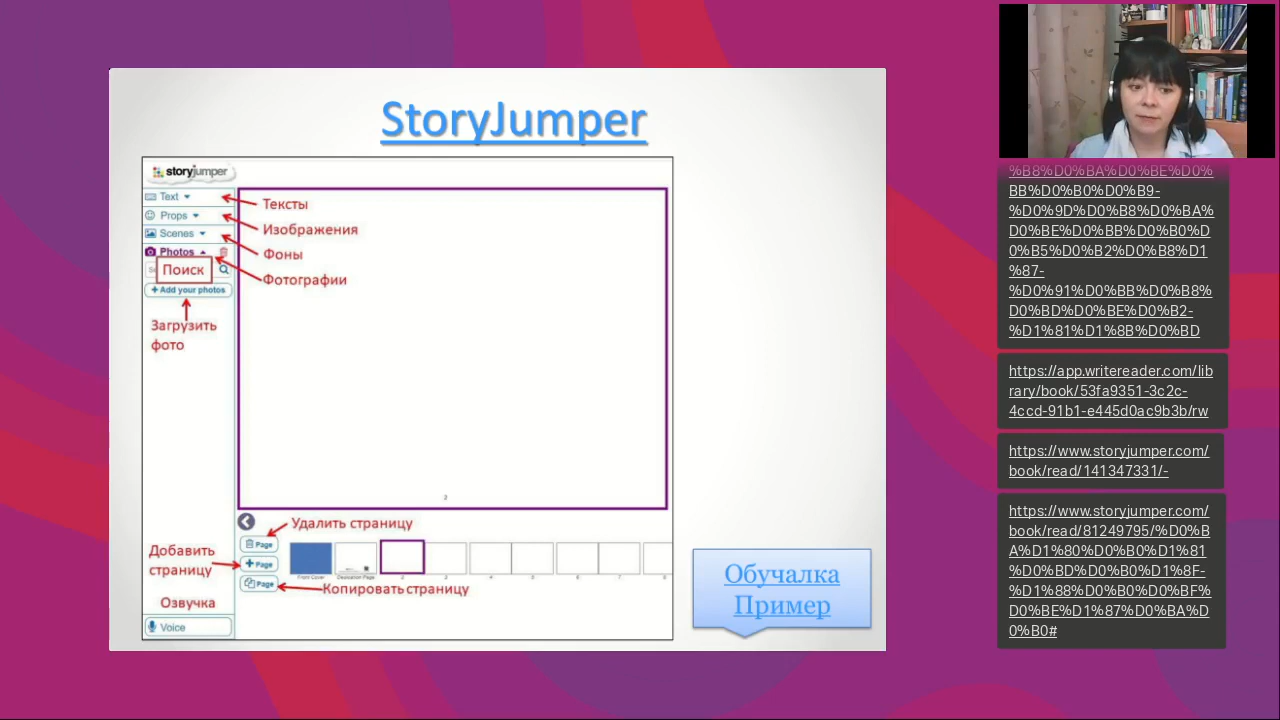 StoryJumper
storyjumper
Text
Тексты
Props
Изображения
Scenes
Фоны
Photos
Фотографии
Поиск
+ Add your photos
Загрузить
фото
2
Удалить страницу
Page
Добавить
страницу
+ Page
Page
Копировать страницу
Front Cover
Dedication Page
Озвучка
Voice
Обучалка
Пример
%B8%D0%BA%D0%BE%D0%
BB%D0%B0%D0%B9-
%D0%9D%D0%B8%D0%BA%
D0%BE%D0%BB%D0%B0%D
0%B5%D0%B2%D0%B8%D1
%87-
%D0%91%D0%BB%D0%B8%
D0%BD%D0%BE%D0%B2-
%D1%81%D1%8B%D0%BD
https://app.writereader.com/lib
rary/book/53fa9351-3c2c-
4ccd-91b1-e445d0ac9b3b/rw
https://www.storyjumper.com/
book/read/141347331/-
https://www.storyjumper.com/
book/read/81249795/%D0%B
A%D1%80%D0%B0%D1%81
%D0%BD%D0%B0%D1%8F-
%D1%88%D0%B0%D0%BF%
D0%BE%D1%87%D0%BA%D
0%B0#